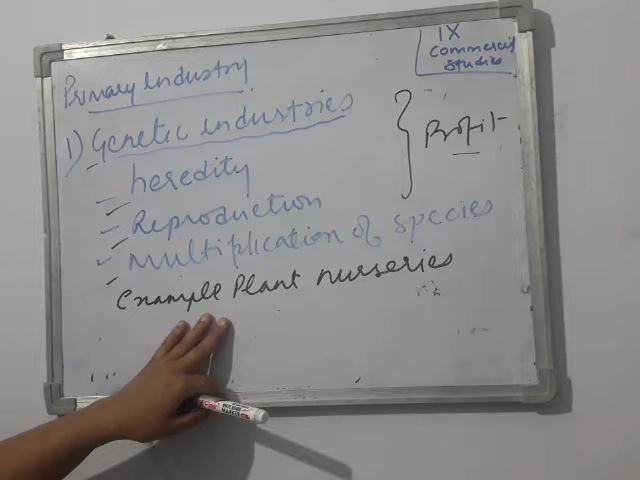 IX
Commercial
Studies
Primary Industry
1) Genetic industries
heredity
Reproduction
Multiplication of species
Example Plant nurseries
Profit